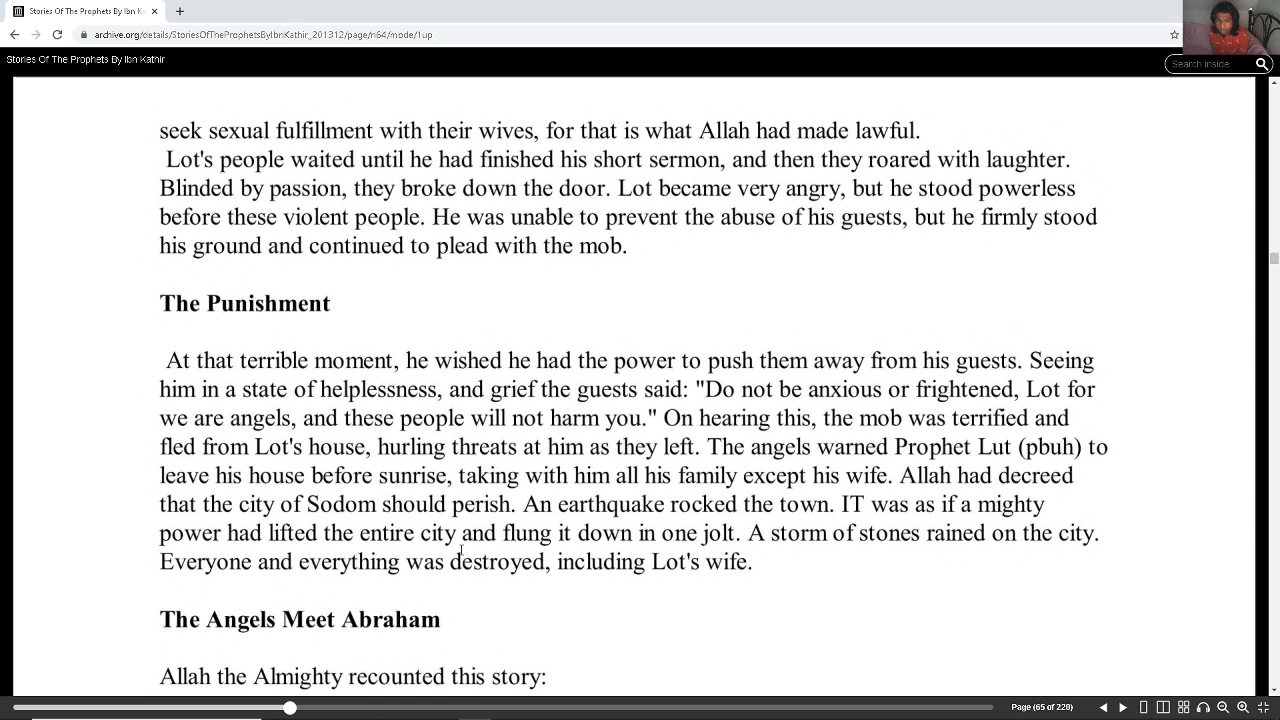 Stories Of The Prophets By Ibn Ka
archive.org/details/StoriesOfTheProphetsByIbnKathir_201312/page/n64/mode/1up
Stories Of The Prophets By Ibn Kathir
Search inside
seek sexual fulfillment with their wives, for that is what Allah had made lawful.
Lot's people waited until he had finished his short sermon, and then they roared with laughter.
Blinded by passion, they broke down the door. Lot became very angry, but he stood powerless
before these violent people. He was unable to prevent the abuse of his guests, but he firmly stood
his ground and continued to plead with the mob.
The Punishment
At that terrible moment, he wished he had the power to push them away from his guests. Seeing
him in a state of helplessness, and grief the guests said: "Do not be anxious or frightened, Lot for
we are angels, and these people will not harm you." On hearing this, the mob was terrified and
fled from Lot's house, hurling threats at him as they left. The angels warned Prophet Lut (pbuh) to
leave his house before sunrise, taking with him all his family except his wife. Allah had decreed
that the city of Sodom should perish. An earthquake rocked the town. IT was as if a mighty
power had lifted the entire city and flung it down in one jolt. A storm of stones rained on the city.
Everyone and everything was destroyed, including Lot's wife.
The Angels Meet Abraham
Allah the Almighty recounted this story:
Page (65 of 220)